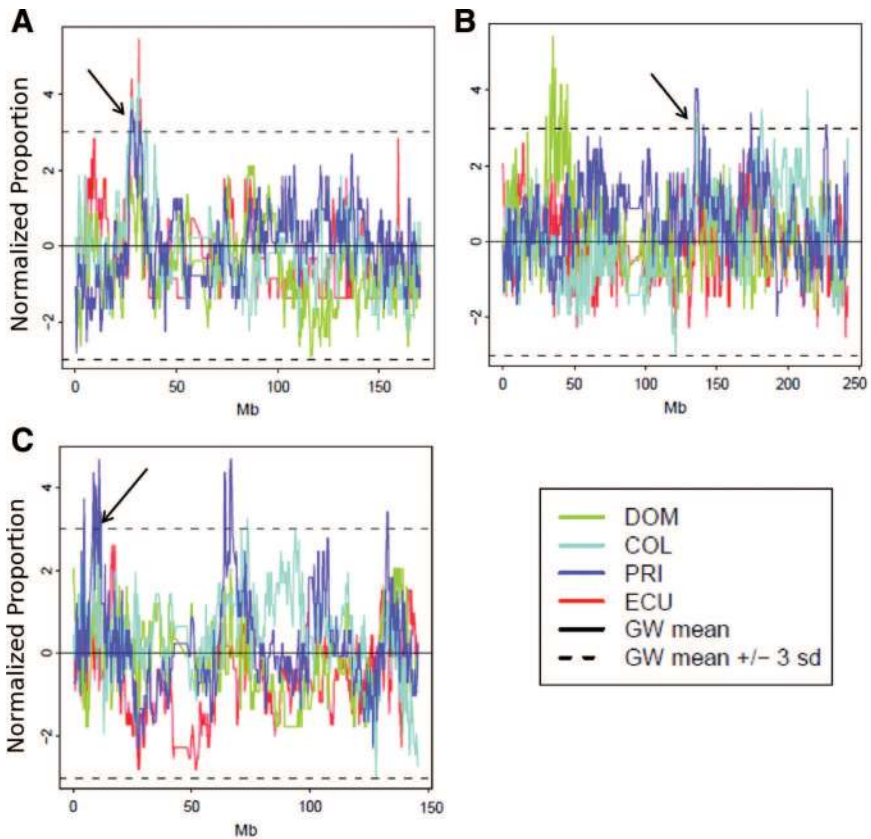 A
Normalized Proportion
4
2
0
-2
0
50
100
150
Mb
B
4
2
0
-2
0
50
100
150
200
250
Mb
C
Normalized Proportion
4
2
0
-2
0
50
100
150
Mb
DOM
COL
PRI
ECU
GW mean
GW mean +/- 3 sd